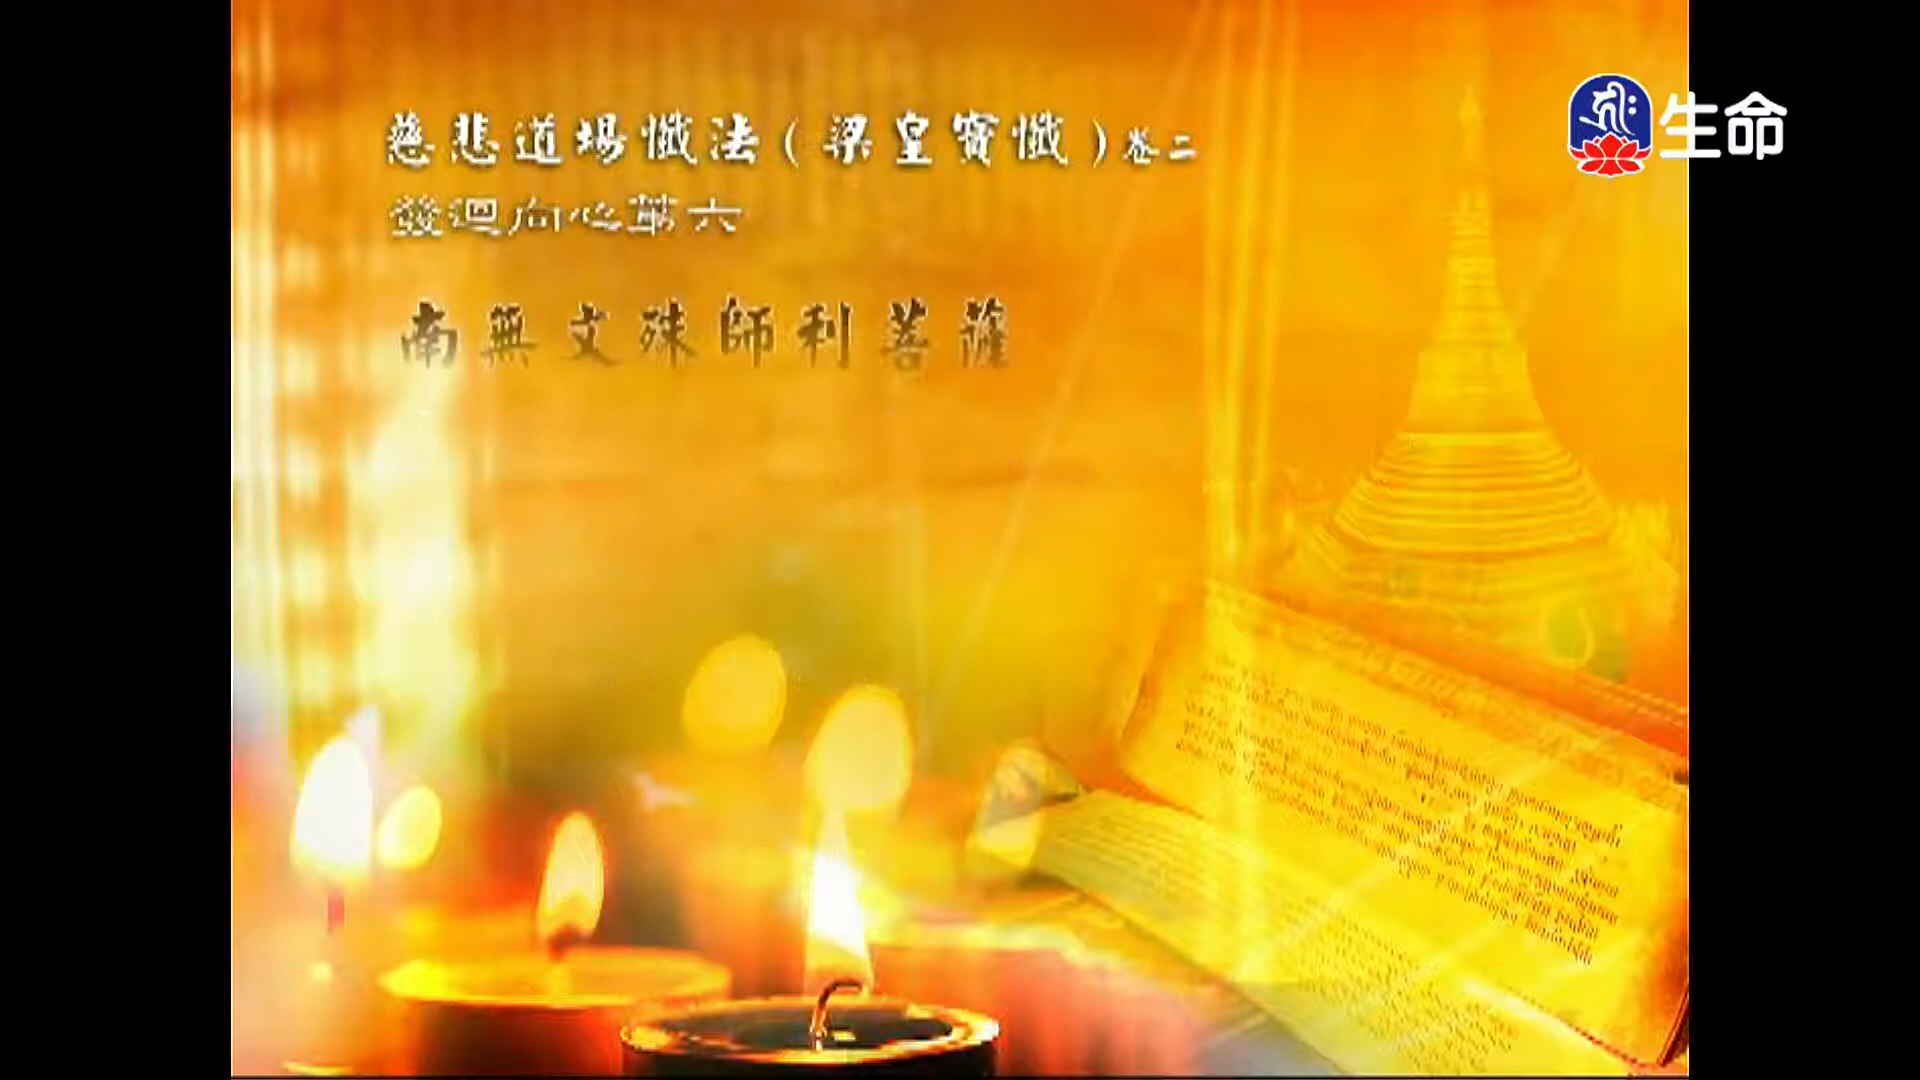 慈悲道場懺法(梁皇寶懺)卷二
發迴向心第六
南無文殊師利菩薩
生命